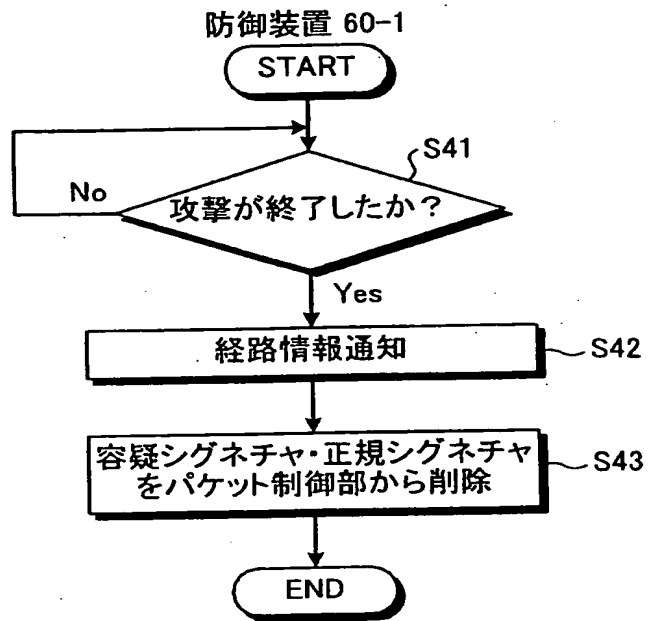 防御装置 60-1
START
S41
No
攻撃が終了したか？
Yes
経路情報通知
S42
容疑シグネチャ・正規シグネチャ
をパケット制御部から削除
S43
END